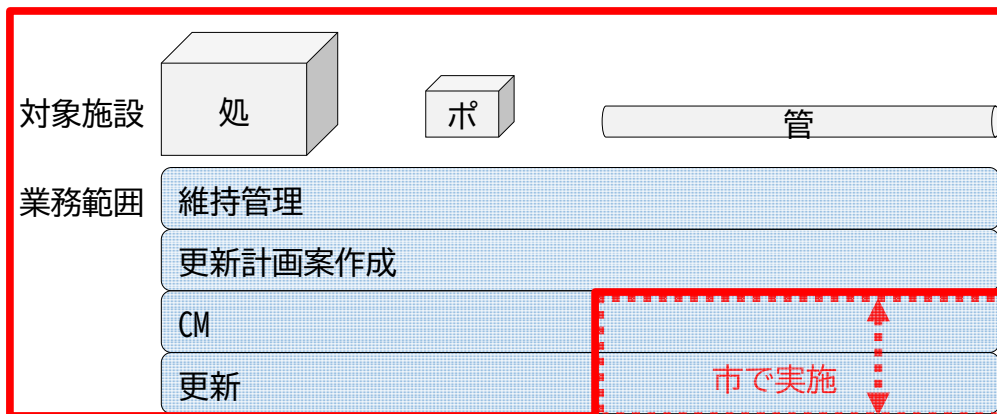 対象施設
処
ポ
管
業務範囲
維持管理
更新計画案作成
CM
更新
市で実施